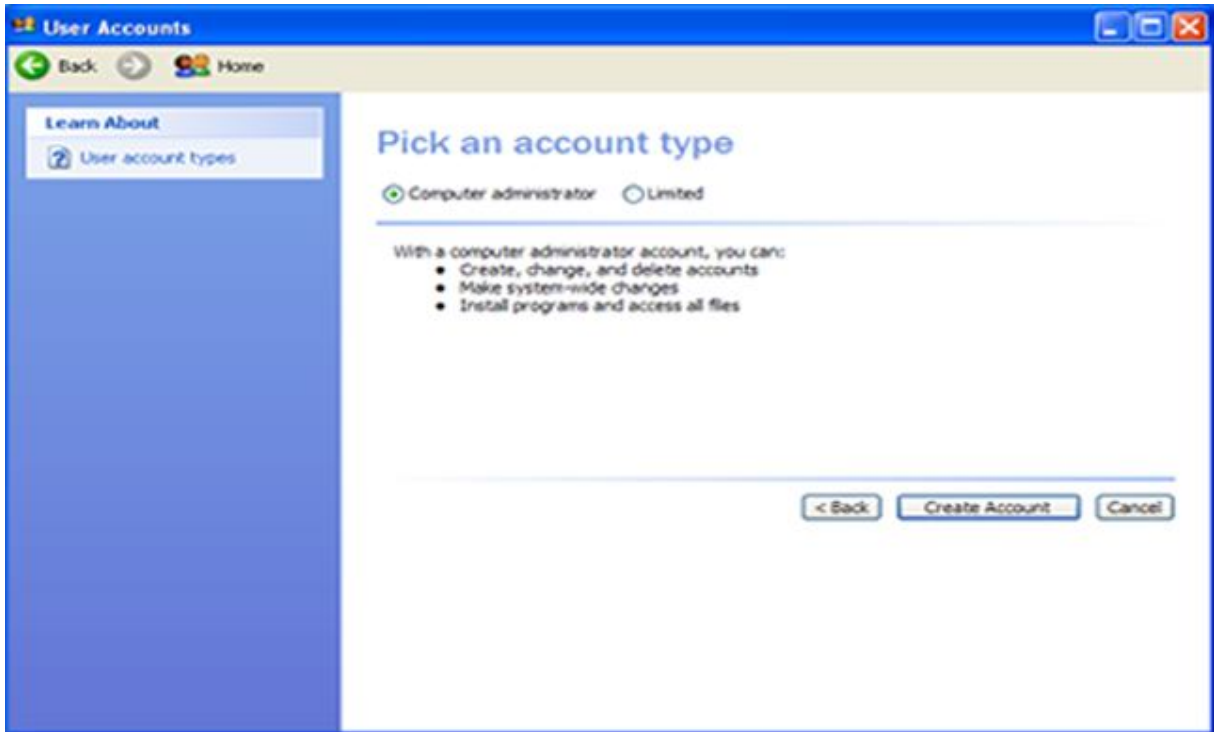 User Accounts
Back Home
Learn About
User account types
Pick an account type
Computer administrator Limited
With a computer administrator account, you can:
• Create, change, and delete accounts
• Make system-wide changes
• Install programs and access all files
< Back Create Account Cancel